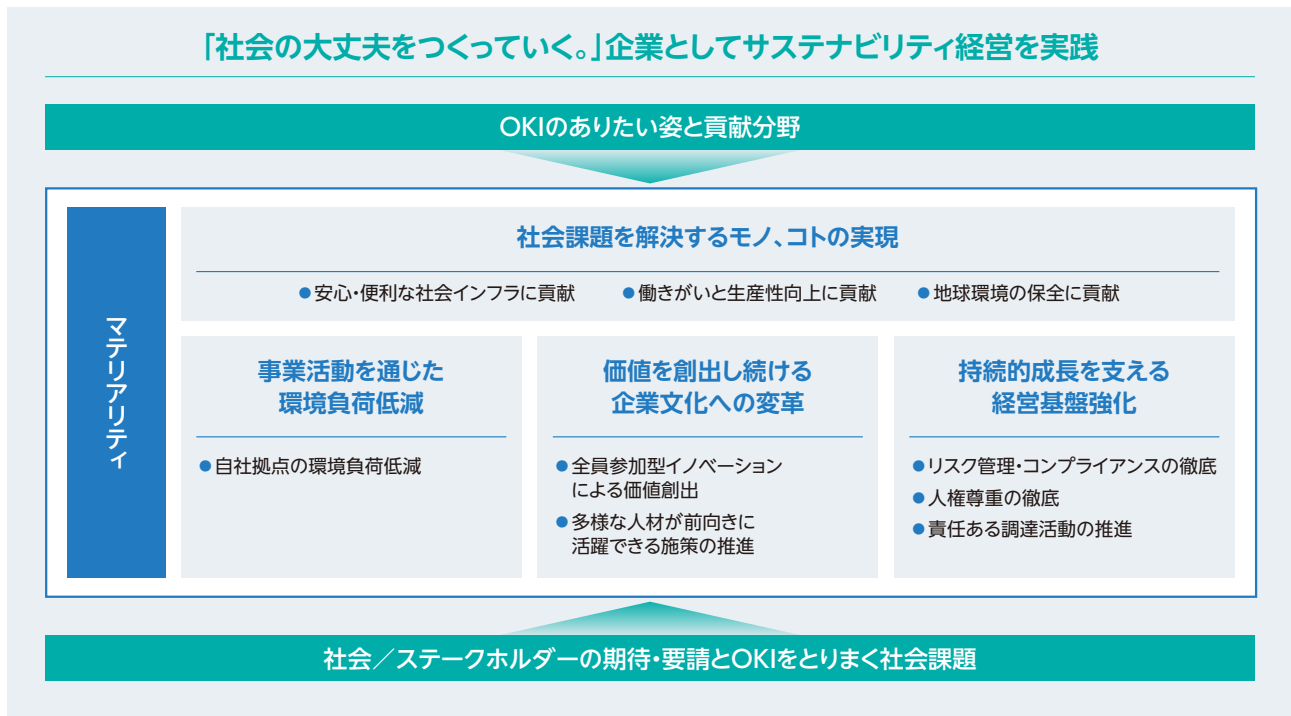 「社会の大丈夫をつくっていく。」企業としてサステナビリティ経営を実践
OKIのありたい姿と貢献分野
マテリアリティ
社会課題を解決するモノ、コトの実現
●安心・便利な社会インフラに貢献
●働きがいと生産性向上に貢献
●地球環境の保全に貢献
事業活動を通じた
環境負荷低減
●自社拠点の環境負荷低減
価値を創出し続ける
企業文化への変革
●全員参加型イノベーション
による価値創出
●多様な人材が前向きに
活躍できる施策の推進
持続的成長を支える
経営基盤強化
●リスク管理・コンプライアンスの徹底
●人権尊重の徹底
●責任ある調達活動の推進
社会／ステークホルダーの期待・要請とOKIをとりまく社会課題